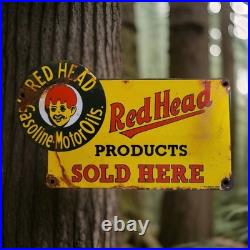 RED HEAD
Gasoline-Motor Oils.
Red Head
PRODUCTS
SOLD HERE